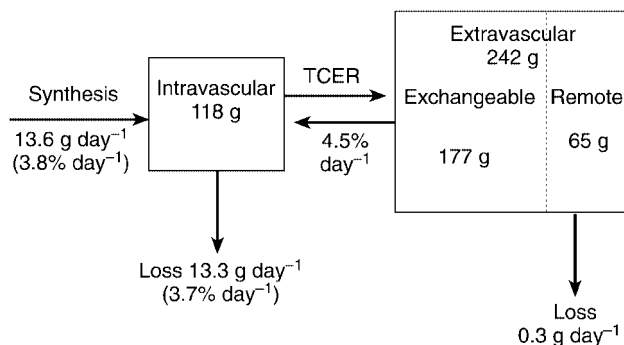 Synthesis
13.6 g day⁻¹
(3.8% day⁻¹)
Intravascular
118 g
Loss 13.3 g day⁻¹
(3.7% day⁻¹)
TCER
4.5%
day⁻¹
Extravascular
242 g
Exchangeable
177 g
Remote
65 g
Loss
0.3 g day⁻¹